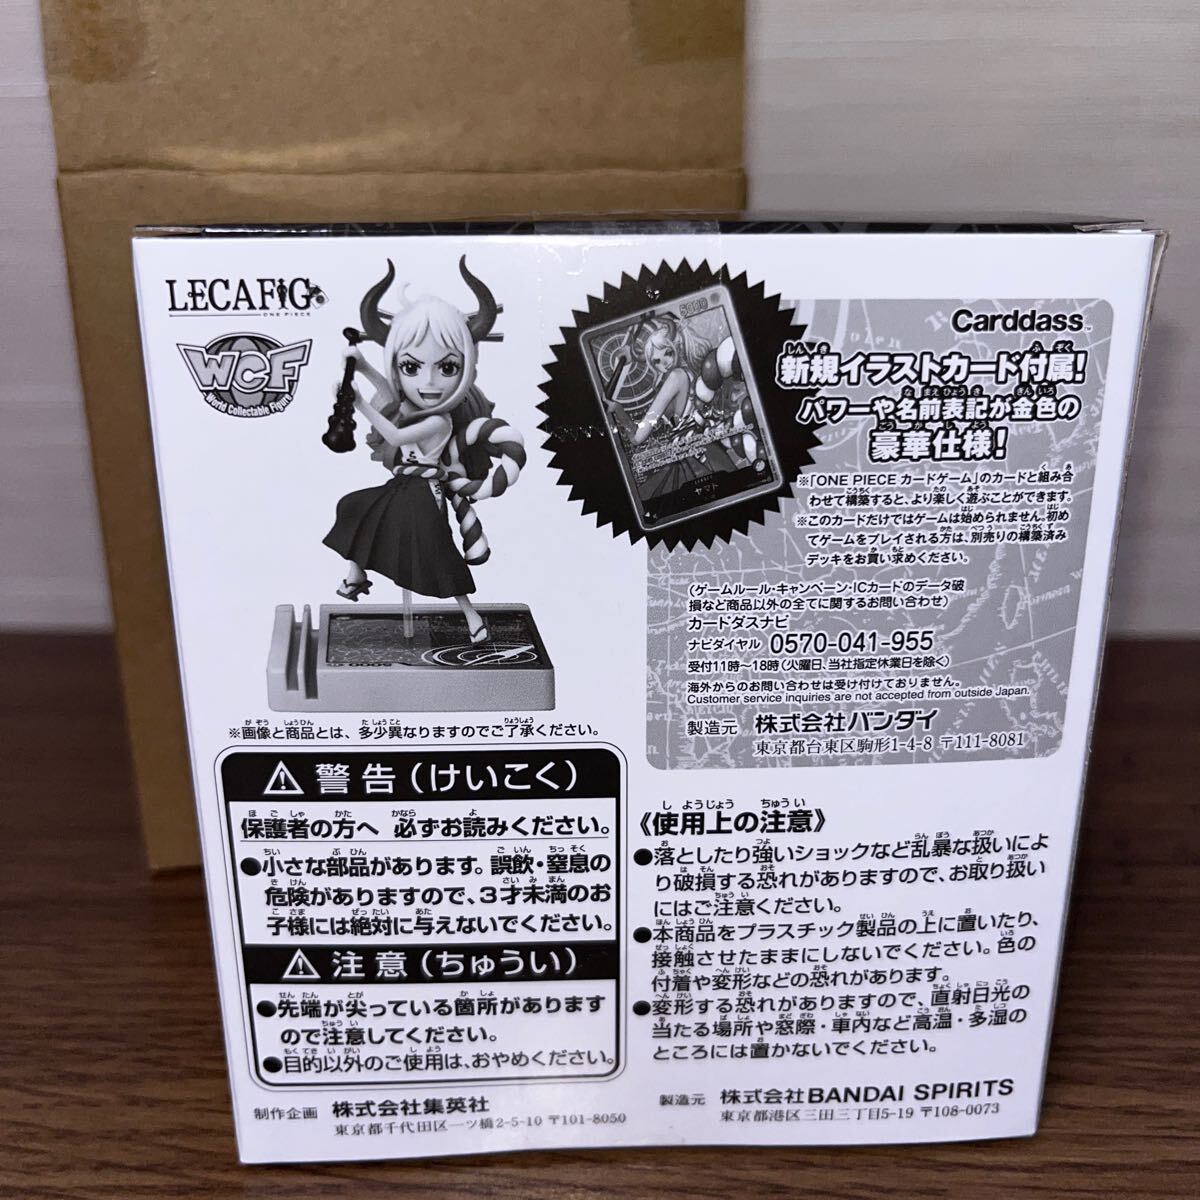 LECAFIG
ONE PIECE
WCF
World Collectable Figure
5000
ヤマト
Carddass™
新規イラストカード付属!
パワーや名前表記が金色の
豪華仕様!
※「ONE PIECE カードゲーム」のカードと組み合
わせて構築すると、より楽しく遊ぶことができます。
※このカードだけではゲームは始められません。初め
てゲームをプレイされる方は、別売りの構築済み
デッキをお買い求めください。
(ゲームルール・キャンペーン・ICカードのデータ破
損など商品以外の全てに関するお問い合わせ)
カードダスナビ
ナビダイヤル 0570-041-955
受付11時〜18時(火曜日、当社指定休業日を除く)
海外からのお問い合わせは受け付けておりません。
Customer service inquiries are not accepted from outside Japan.
製造元 株式会社バンダイ
東京都台東区駒形1-4-8 〒111-8081
※画像と商品とは、多少異なりますのでご了承ください。
⚠ 警告(けいこく)
保護者の方へ 必ずお読みください。
●小さな部品があります。誤飲・窒息の
危険がありますので、3才未満のお
子様には絶対に与えないでください。
⚠ 注意(ちゅうい)
●先端が尖っている箇所があります
ので注意してください。
●目的以外のご使用は、おやめください。
制作企画 株式会社集英社
東京都千代田区一ツ橋2-5-10 〒101-8050
《使用上の注意》
●落としたり強いショックなど乱暴な扱いによ
り破損する恐れがありますので、お取り扱い
にはご注意ください。
●本商品をプラスチック製品の上に置いたり、
接触させたままにしないでください。色の
付着や変形などの恐れがあります。
●変形する恐れがありますので、直射日光の
当たる場所や窓際・車内など高温・多湿の
ところには置かないでください。
製造元 株式会社BANDAI SPIRITS
東京都港区三田三丁目5-19 〒108-0073